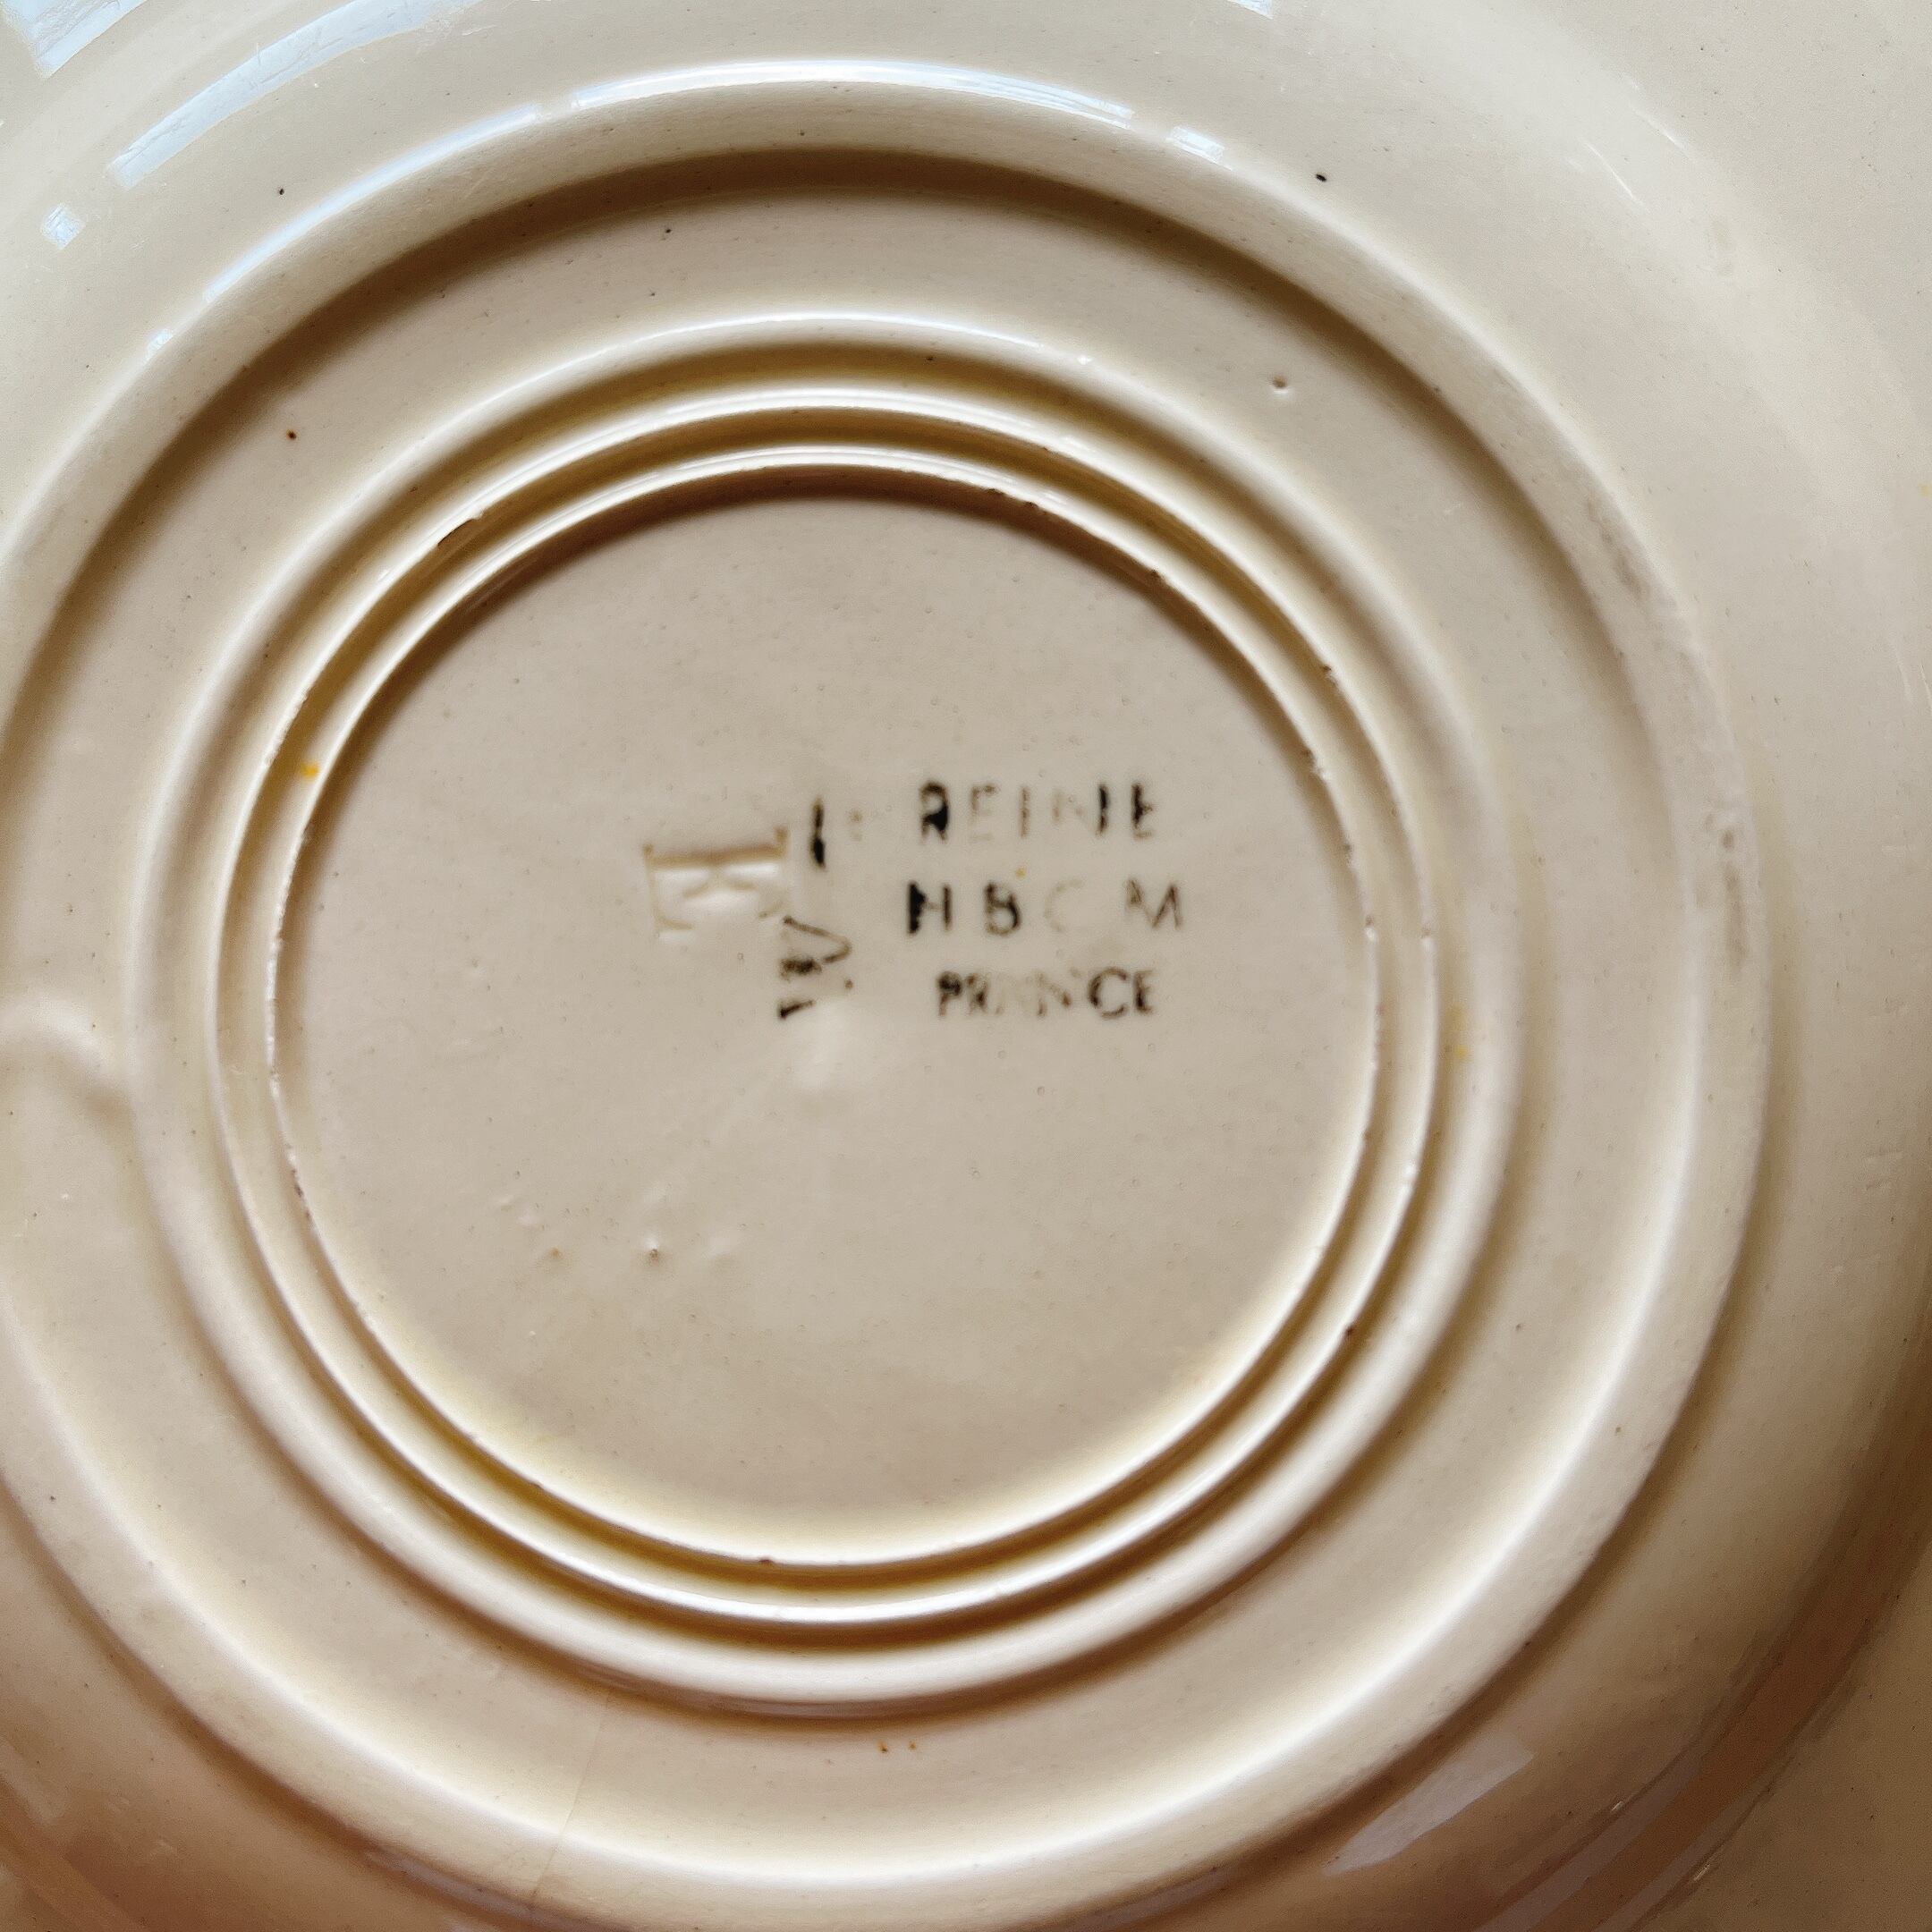 REINE
HBCM
FRANCE
E